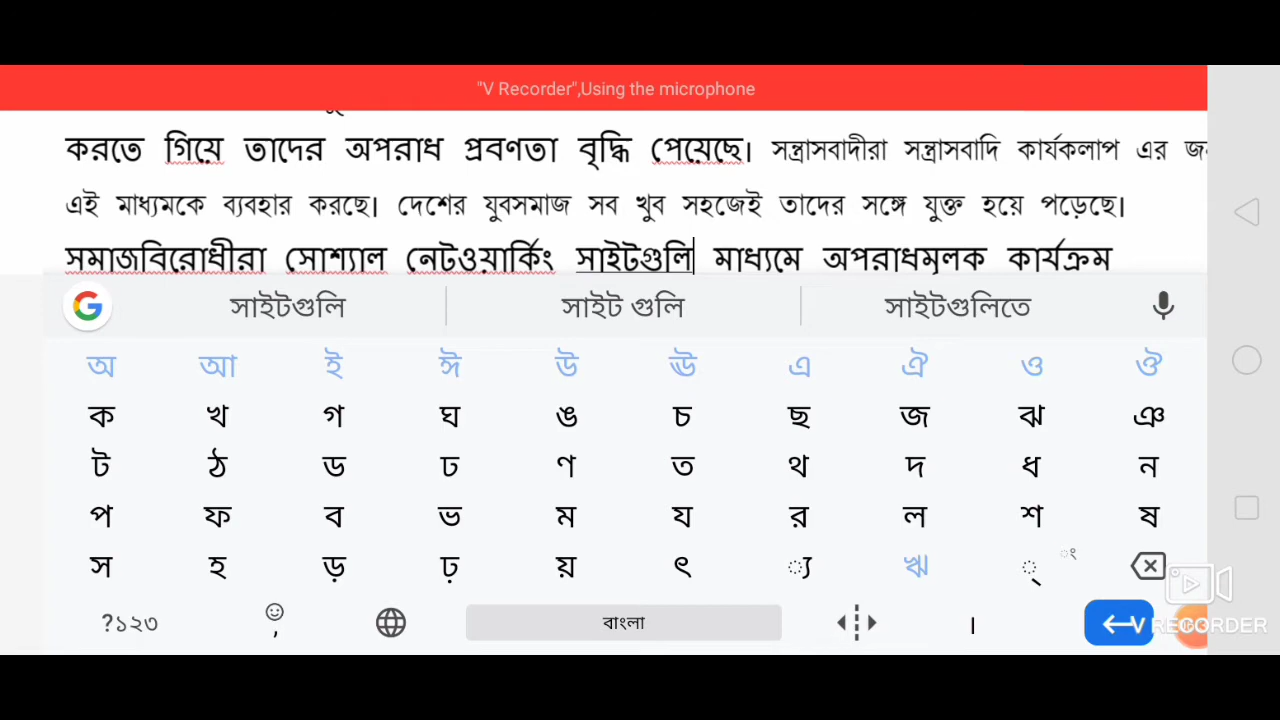 "V Recorder",Using the microphone
করতে গিয়ে তাদের অপরাধ প্রবণতা বৃদ্ধি পেয়েছে। সন্ত্রাসবাদীরা সন্ত্রাসবাদি কার্যকলাপ এর
এই মাধ্যমকে ব্যবহার করছে। দেশের যুবসমাজ সব খুব সহজেই তাদের সঙ্গে যুক্ত হয়ে পড়েছে।
সমাজবিরোধীরা সোশ্যাল নেটওয়ার্কিং সাইটগুলি মাধ্যমে অপরাধমূলক কার্যক্রম
সাইটগুলি সাইট গুলি সাইটগুলিতে
অ আ ই ঈ উ ঊ এ ঐ ও ঔ
ক খ গ ঘ ঙ চ ছ জ ঝ ঞ
ট ঠ ড ঢ ণ ত থ দ ধ ন
প ফ ব ভ ম য র ল শ ষ
স হ ড় ঢ় য় ৎ ্য ঋ ্ ং
?১২৩ , বাংলা ।
V RECORDER